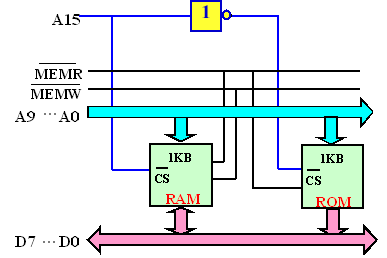 A15
1
MEMR
MEMW
A9 ··· A0
1KB
CS
RAM
1KB
CS
ROM
D7 ··· D0